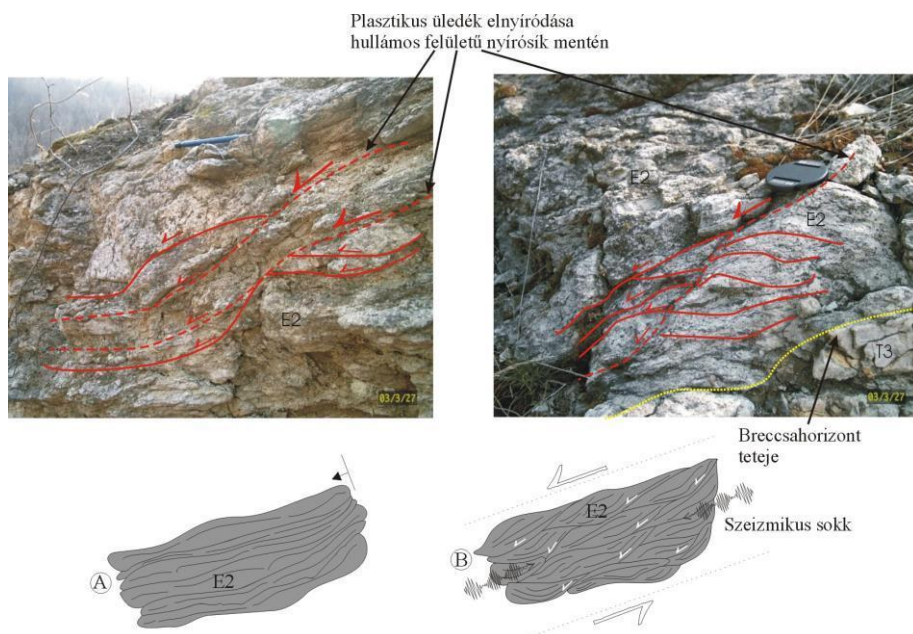 Plasztikus üledék elnyíródása
hullámos felületű nyírósík mentén
E2
03/3/27
E2
E2
T3
03/3/27
Breccsahorizont
teteje
A
E2
B
E2
Szeizmikus sokk